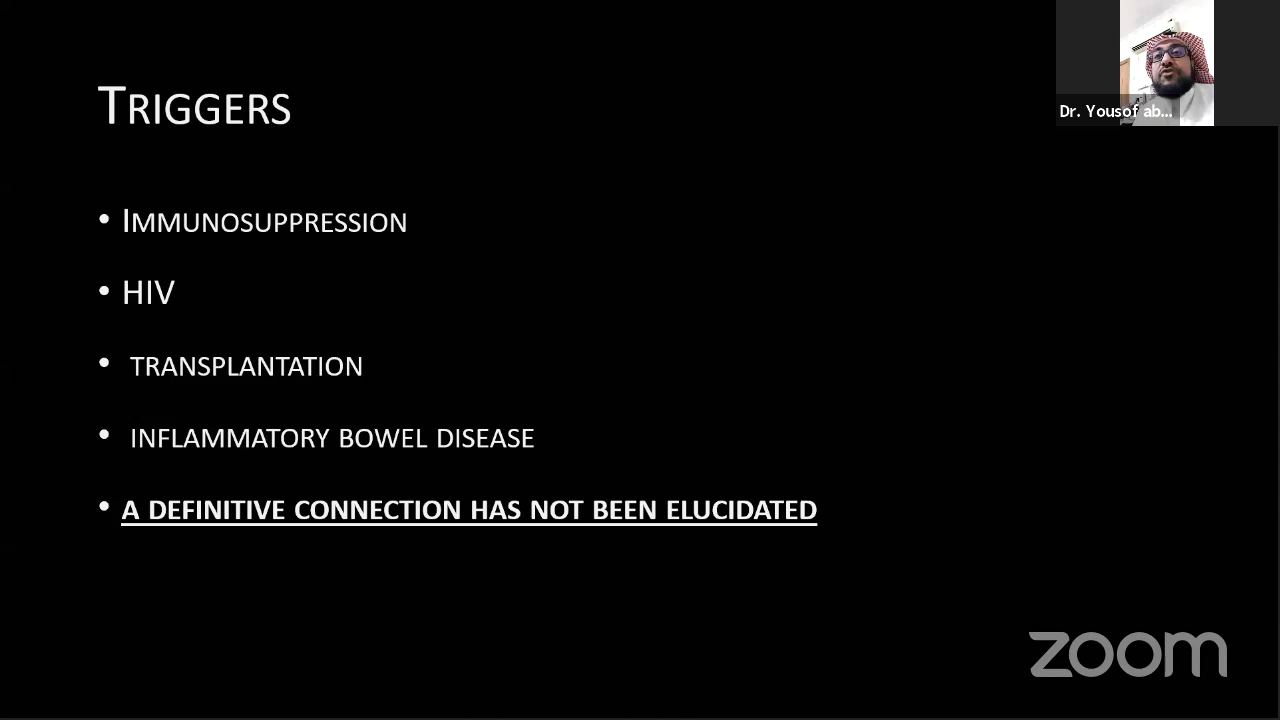 TRIGGERS
• IMMUNOSUPPRESSION
• HIV
• TRANSPLANTATION
• INFLAMMATORY BOWEL DISEASE
• A DEFINITIVE CONNECTION HAS NOT BEEN ELUCIDATED
Dr. Yousof ab...
zoom